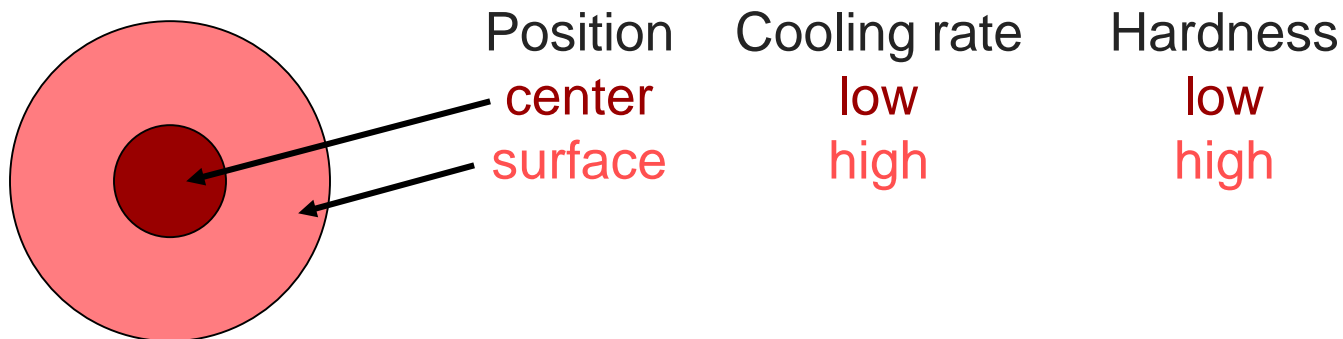 Position Cooling rate Hardness
center low low
surface high high